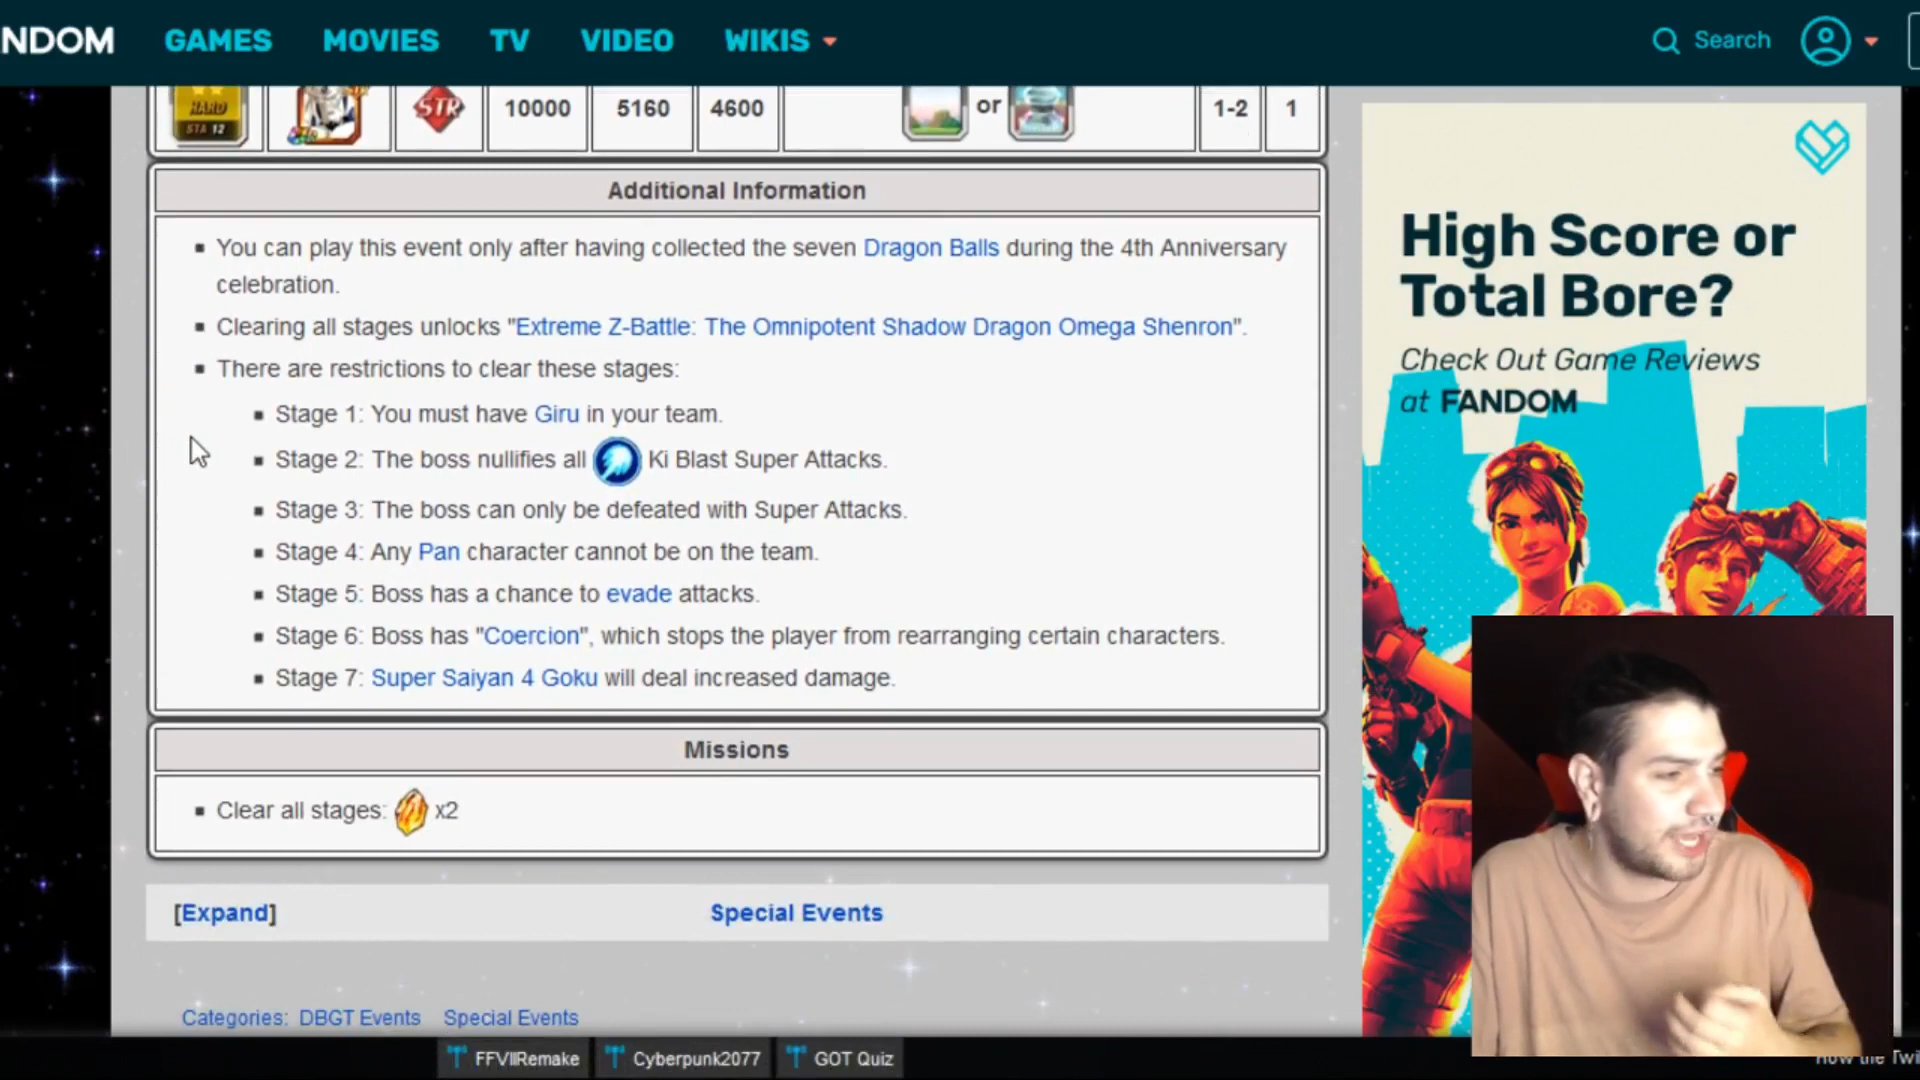 NDOM GAMES MOVIES TV VIDEO WIKIS Search
HARD STA 12 STR 10000 5160 4600 or 1-2 1
Additional Information
You can play this event only after having collected the seven Dragon Balls during the 4th Anniversary
celebration.
Clearing all stages unlocks "Extreme Z-Battle: The Omnipotent Shadow Dragon Omega Shenron".
There are restrictions to clear these stages:
Stage 1: You must have Giru in your team.
Stage 2: The boss nullifies all Ki Blast Super Attacks.
Stage 3: The boss can only be defeated with Super Attacks.
Stage 4: Any Pan character cannot be on the team.
Stage 5: Boss has a chance to evade attacks.
Stage 6: Boss has "Coercion", which stops the player from rearranging certain characters.
Stage 7: Super Saiyan 4 Goku will deal increased damage.
Missions
Clear all stages: x2
[Expand] Special Events
Categories: DBGT Events Special Events
High Score or
Total Bore?
Check Out Game Reviews
at FANDOM
FFVIIRemake Cyberpunk2077 GOT Quiz
How the Twi